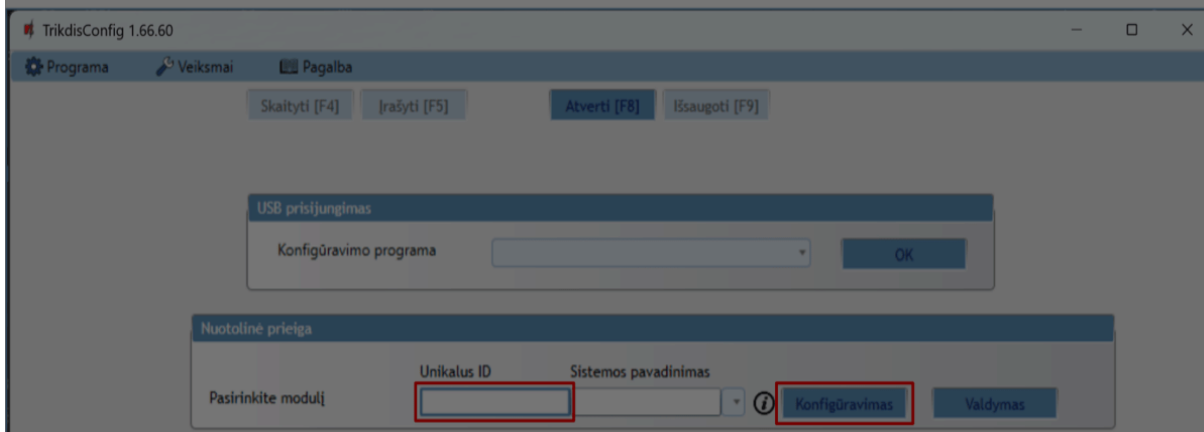 TrikdisConfig 1.66.60
Programa Veiksmai Pagalba
Skaityti [F4] Įrašyti [F5] Atverti [F8] Išsaugoti [F9]
USB prisijungimas
Konfigūravimo programa OK
Nuotolinė prieiga
Unikalus ID Sistemos pavadinimas
Pasirinkite modulį Konfigūravimas Valdymas